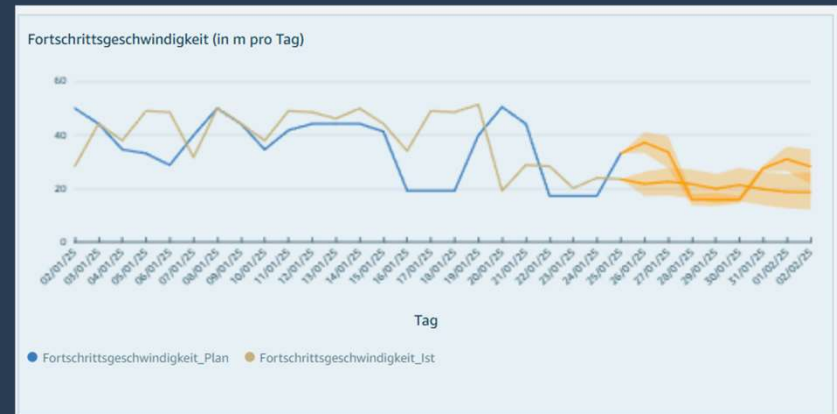 Fortschrittsgeschwindigkeit (in m pro Tag)
60
40
20
0
02/01/25 03/01/25 04/01/25 05/01/25 06/01/25 07/01/25 08/01/25 09/01/25 10/01/25 11/01/25 12/01/25 13/01/25 14/01/25 15/01/25 16/01/25 17/01/25 18/01/25 19/01/25 20/01/25 21/01/25 22/01/25 23/01/25 24/01/25 25/01/25 26/01/25 27/01/25 28/01/25 29/01/25 30/01/25 31/01/25 01/02/25 02/02/25
Tag
Fortschrittsgeschwindigkeit_Plan Fortschrittsgeschwindigkeit_Ist